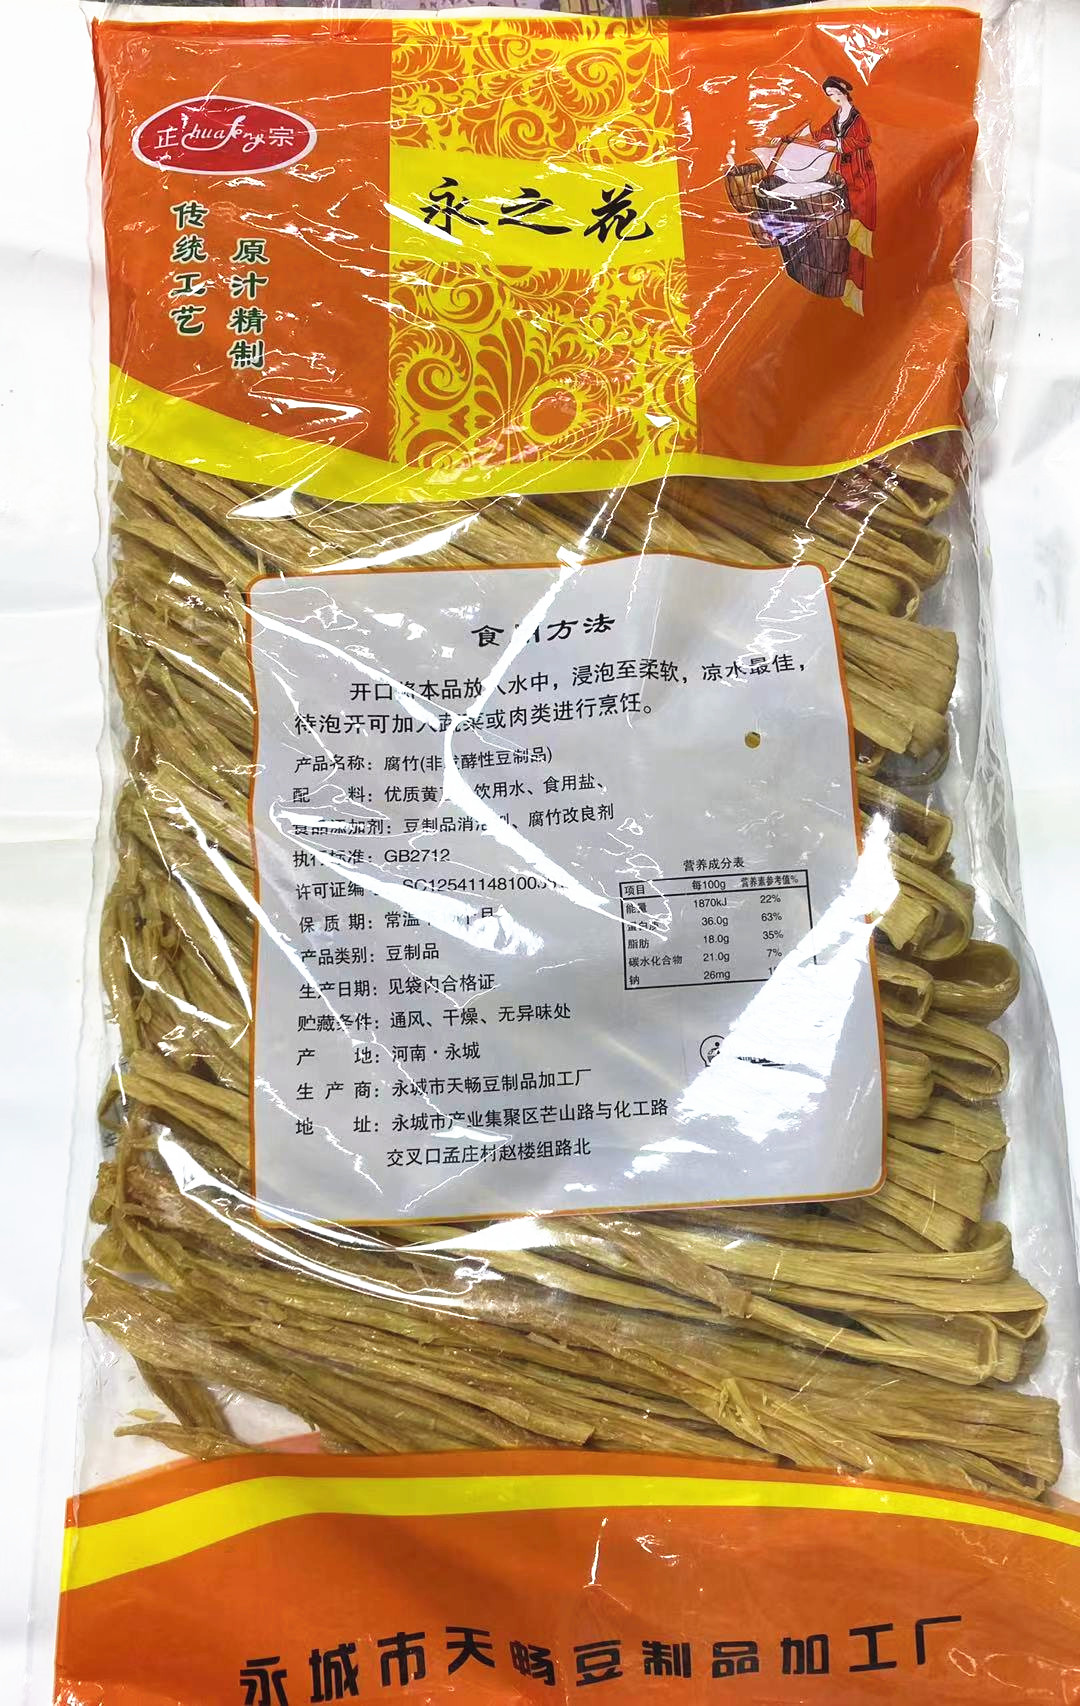 正huafeng宗
永之花
传统工艺
原汁精制
食用方法
开口将本品放入水中，浸泡至柔软，凉水最佳，
待泡开可加入蔬菜或肉类进行烹饪。
产品名称：腐竹(非发酵性豆制品)
配 料：优质黄 饮用水、食用盐、
食品添加剂：豆制品消泡剂、腐竹改良剂
执行标准：GB2712
许可证编 SC12541148100
保 质 期：常温 月
产品类别：豆制品
生产日期：见袋内合格证
贮藏条件：通风、干燥、无异味处
产 地：河南·永城
生 产 商：永城市天畅豆制品加工厂
地 址：永城市产业集聚区芒山路与化工路
交叉口孟庄村赵楼组路北
营养成分表
项目 每100g 营养素参考值%
能量 1870kJ 22%
蛋白质 36.0g 63%
脂肪 18.0g 35%
碳水化合物 21.0g 7%
钠 26mg
永城市天畅豆制品加工厂